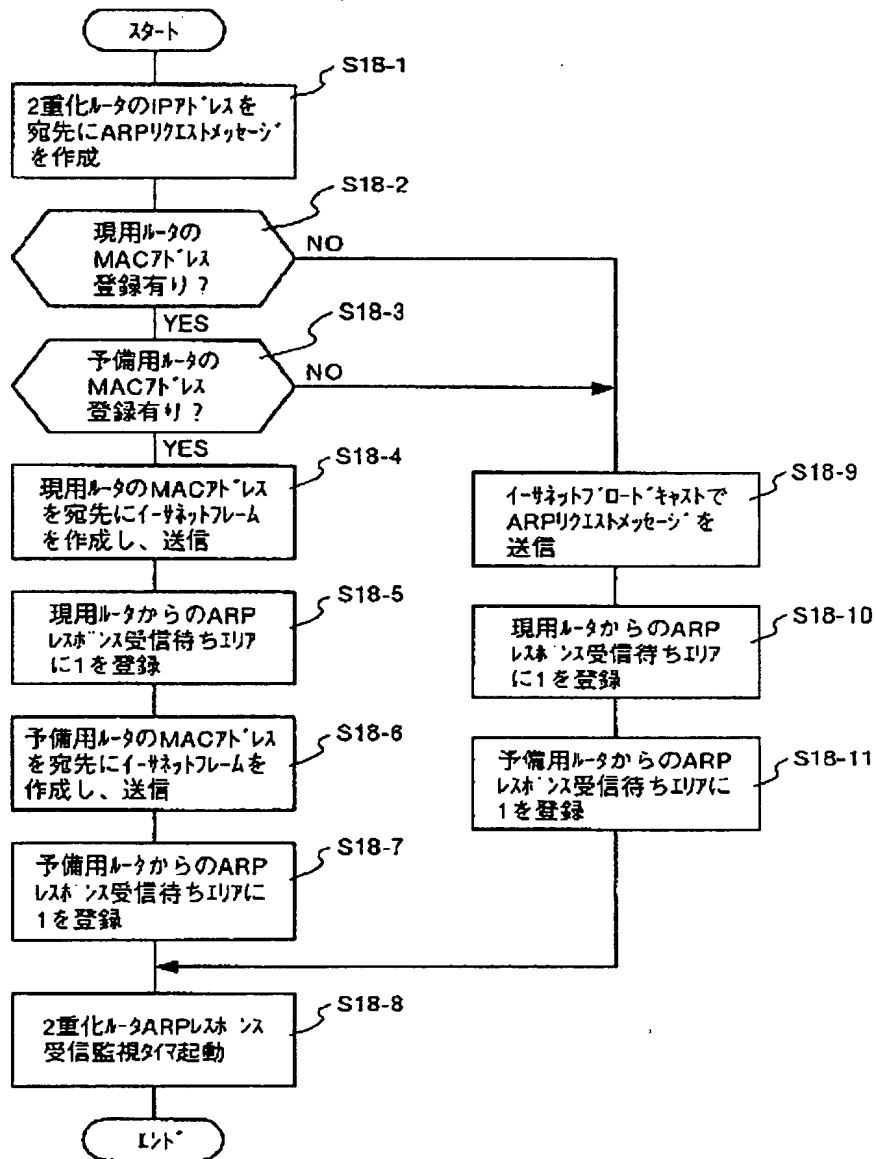 スタート
S18-1
2重化ルータのIPアドレスを
宛先にARPリクエストメッセージ
を作成
S18-2
現用ルータの
MACアドレス
登録有り？
NO
YES
S18-3
予備用ルータの
MACアドレス
登録有り？
NO
YES
S18-4
現用ルータのMACアドレス
を宛先にイーサネットフレーム
を作成し、送信
S18-5
現用ルータからのARP
レスポンス受信待ちエリア
に1を登録
S18-6
予備用ルータのMACアドレス
を宛先にイーサネットフレームを
作成し、送信
S18-7
予備用ルータからのARP
レスポンス受信待ちエリアに
1を登録
S18-9
イーサネットブロードキャストで
ARPリクエストメッセージを
送信
S18-10
現用ルータからのARP
レスポンス受信待ちエリア
に1を登録
S18-11
予備用ルータからのARP
レスポンス受信待ちエリアに
1を登録
S18-8
2重化ルータARPレスポンス
受信監視タイマ起動
エンド